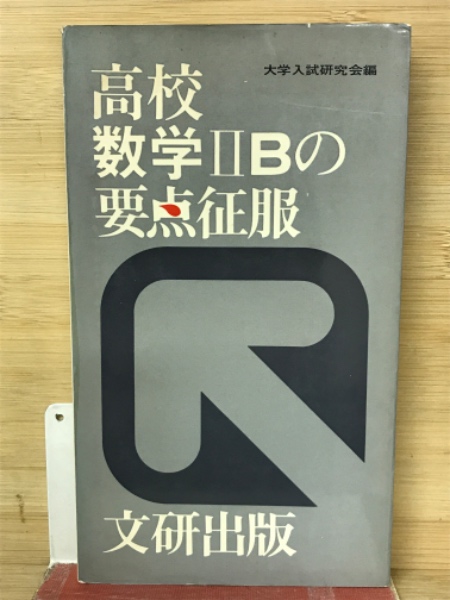 大学入試研究会編
高校
数学ⅡBの
要点征服
文研出版